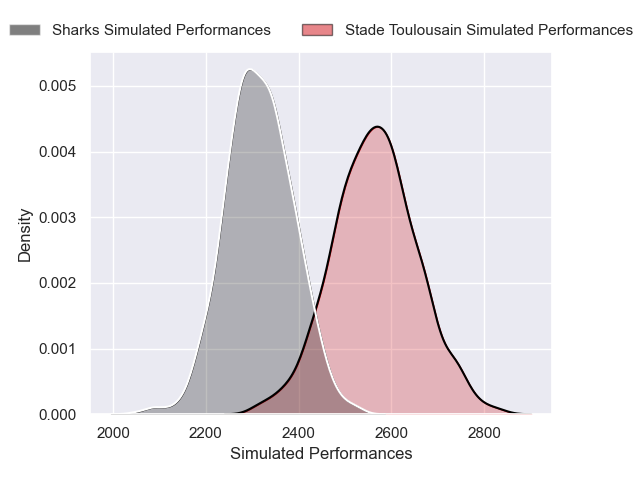 Sharks Simulated Performances
Stade Toulousain Simulated Performances
0.005
0.004
0.003
0.002
0.001
0.000
Density
2000
2200
2400
2600
2800
Simulated Performances